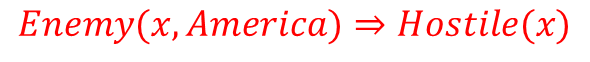 Enemy(x, America) ⇒ Hostile(x)